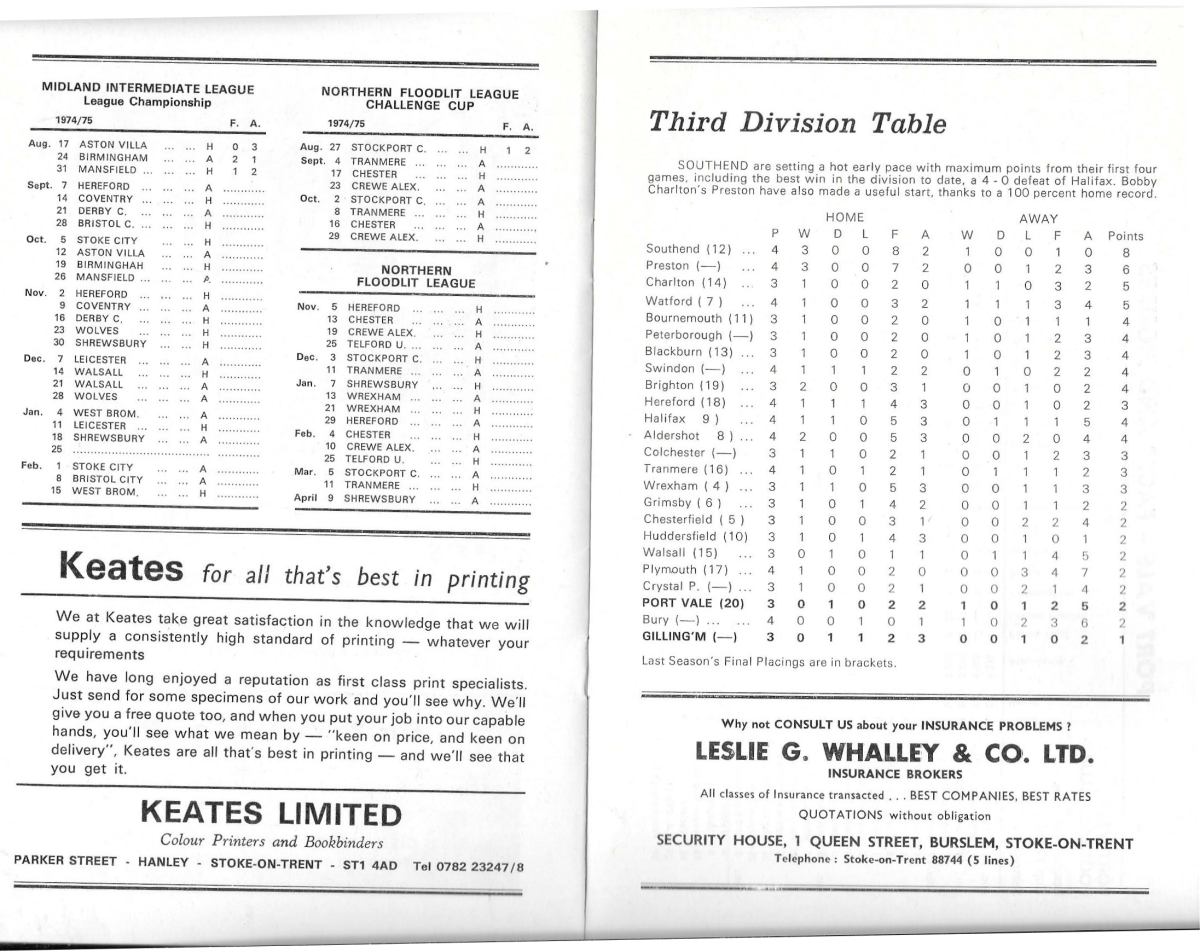 MIDLAND INTERMEDIATE LEAGUE
League Championship
1974/75 F. A.
Aug. 17 ASTON VILLA ... ... H 0 3
24 BIRMINGHAM ... ... A 2 1
31 MANSFIELD ... ... H 1 2
Sept. 7 HEREFORD ... ... A ............
14 COVENTRY ... ... H ............
21 DERBY C. ... ... A ............
28 BRISTOL C. ... ... H ............
Oct. 5 STOKE CITY ... H ............
12 ASTON VILLA ... ... A ............
19 BIRMINGHAH ... ... H ............
26 MANSFIELD ... ... A. ............
Nov. 2 HEREFORD ... ... H ............
9 COVENTRY ... ... A ............
16 DERBY C. ... ... H ............
23 WOLVES ... ... H ............
30 SHREWSBURY ... ... H ............
Dec. 7 LEICESTER ... ... A ............
14 WALSALL ... ... H ............
21 WALSALL ... ... A ............
28 WOLVES ... ... A ............
Jan. 4 WEST BROM. ... ... A ............
11 LEICESTER ... ... H ............
18 SHREWSBURY ... ... A ............
25 ............................................
Feb. 1 STOKE CITY ... ... A ............
8 BRISTOL CITY ... ... A ............
15 WEST BROM. ... ... H ............
NORTHERN FLOODLIT LEAGUE
CHALLENGE CUP
1974/75 F. A.
Aug. 27 STOCKPORT C. ... ... H 1 2
Sept. 4 TRANMERE ... ... ... A ............
17 CHESTER ... ... ... H ............
23 CREWE ALEX. ... ... A ............
Oct. 2 STOCKPORT C. ... ... A ............
8 TRANMERE ... ... ... H ............
16 CHESTER ... ... ... A ............
29 CREWE ALEX. ... ... H ............
NORTHERN
FLOODLIT LEAGUE
Nov. 5 HEREFORD ... ... ... H ............
13 CHESTER ... ... ... A ............
19 CREWE ALEX. ... ... H ............
25 TELFORD U. ... ... A ............
Dec. 3 STOCKPORT C. ... ... H ............
11 TRANMERE ... ... ... A ............
Jan. 7 SHREWSBURY ... ... H ............
13 WREXHAM ... ... ... A ............
21 WREXHAM ... ... ... H ............
29 HEREFORD ... ... ... A ............
Feb. 4 CHESTER ... ... ... H ............
10 CREWE ALEX. ... ... A ............
25 TELFORD U. ... ... H ............
Mar. 5 STOCKPORT C. ... ... A ............
11 TRANMERE ... ... ... H ............
April 9 SHREWSBURY ... ... A ............
Keates for all that's best in printing
We at Keates take great satisfaction in the knowledge that we will
supply a consistently high standard of printing — whatever your
requirements
We have long enjoyed a reputation as first class print specialists.
Just send for some specimens of our work and you'll see why. We'll
give you a free quote too, and when you put your job into our capable
hands, you'll see what we mean by — "keen on price, and keen on
delivery", Keates are all that's best in printing — and we'll see that
you get it.
KEATES LIMITED
Colour Printers and Bookbinders
PARKER STREET - HANLEY - STOKE-ON-TRENT - ST1 4AD Tel 0782 23247/8
Third Division Table
SOUTHEND are setting a hot early pace with maximum points from their first four
games, including the best win in the division to date, a 4 - 0 defeat of Halifax. Bobby
Charlton's Preston have also made a useful start, thanks to a 100 percent home record.
HOME AWAY
P W D L F A W D L F A Points
Southend (12) ... 4 3 0 0 8 2 1 0 0 1 0 8
Preston (—) ... 4 3 0 0 7 2 0 0 1 2 3 6
Charlton (14) ... 3 1 0 0 2 0 1 1 0 3 2 5
Watford ( 7 ) ... 4 1 0 0 3 2 1 1 1 3 4 5
Bournemouth (11) 3 1 0 0 2 0 1 0 1 1 1 4
Peterborough (—) 3 1 0 0 2 0 1 0 1 2 3 4
Blackburn (13) ... 3 1 0 0 2 0 1 0 1 2 3 4
Swindon (—) ... 4 1 1 1 2 2 0 1 0 2 2 4
Brighton (19) ... 3 2 0 0 3 1 0 0 1 0 2 4
Hereford (18) ... 4 1 1 1 4 3 0 0 1 0 2 3
Halifax 9 ) ... 4 1 1 0 5 3 0 1 1 1 5 4
Aldershot 8 ) ... 4 2 0 0 5 3 0 0 2 0 4 4
Colchester (—) ... 3 1 1 0 2 1 0 0 1 2 3 3
Tranmere (16) ... 4 1 1 0 2 1 0 1 1 1 2 3
Wrexham ( 4 ) ... 3 1 1 0 5 3 0 0 1 1 3 3
Grimsby ( 6 ) ... 3 1 0 1 4 2 0 0 1 1 2 2
Chesterfield ( 5 ) 3 1 0 0 3 1 0 0 2 2 4 2
Huddersfield (10) 3 1 0 1 4 3 0 0 1 0 1 2
Walsall (15) ... 3 0 1 0 1 1 0 1 1 4 5 2
Plymouth (17) ... 4 1 0 0 2 0 0 0 3 4 7 2
Crystal P. (—) ... 3 1 0 0 2 1 0 0 2 1 4 2
PORT VALE (20) 3 0 1 0 2 2 1 0 1 2 5 2
Bury (—) ... ... 4 0 0 1 0 1 1 0 2 3 6 2
GILLING'M (—) 3 0 1 1 2 3 0 0 1 0 2 1
Last Season's Final Placings are in brackets.
Why not CONSULT US about your INSURANCE PROBLEMS ?
LESLIE G. WHALLEY & CO. LTD.
INSURANCE BROKERS
All classes of Insurance transacted . . . BEST COMPANIES, BEST RATES
QUOTATIONS without obligation
SECURITY HOUSE, 1 QUEEN STREET, BURSLEM, STOKE-ON-TRENT
Telephone : Stoke-on-Trent 88744 (5 lines)